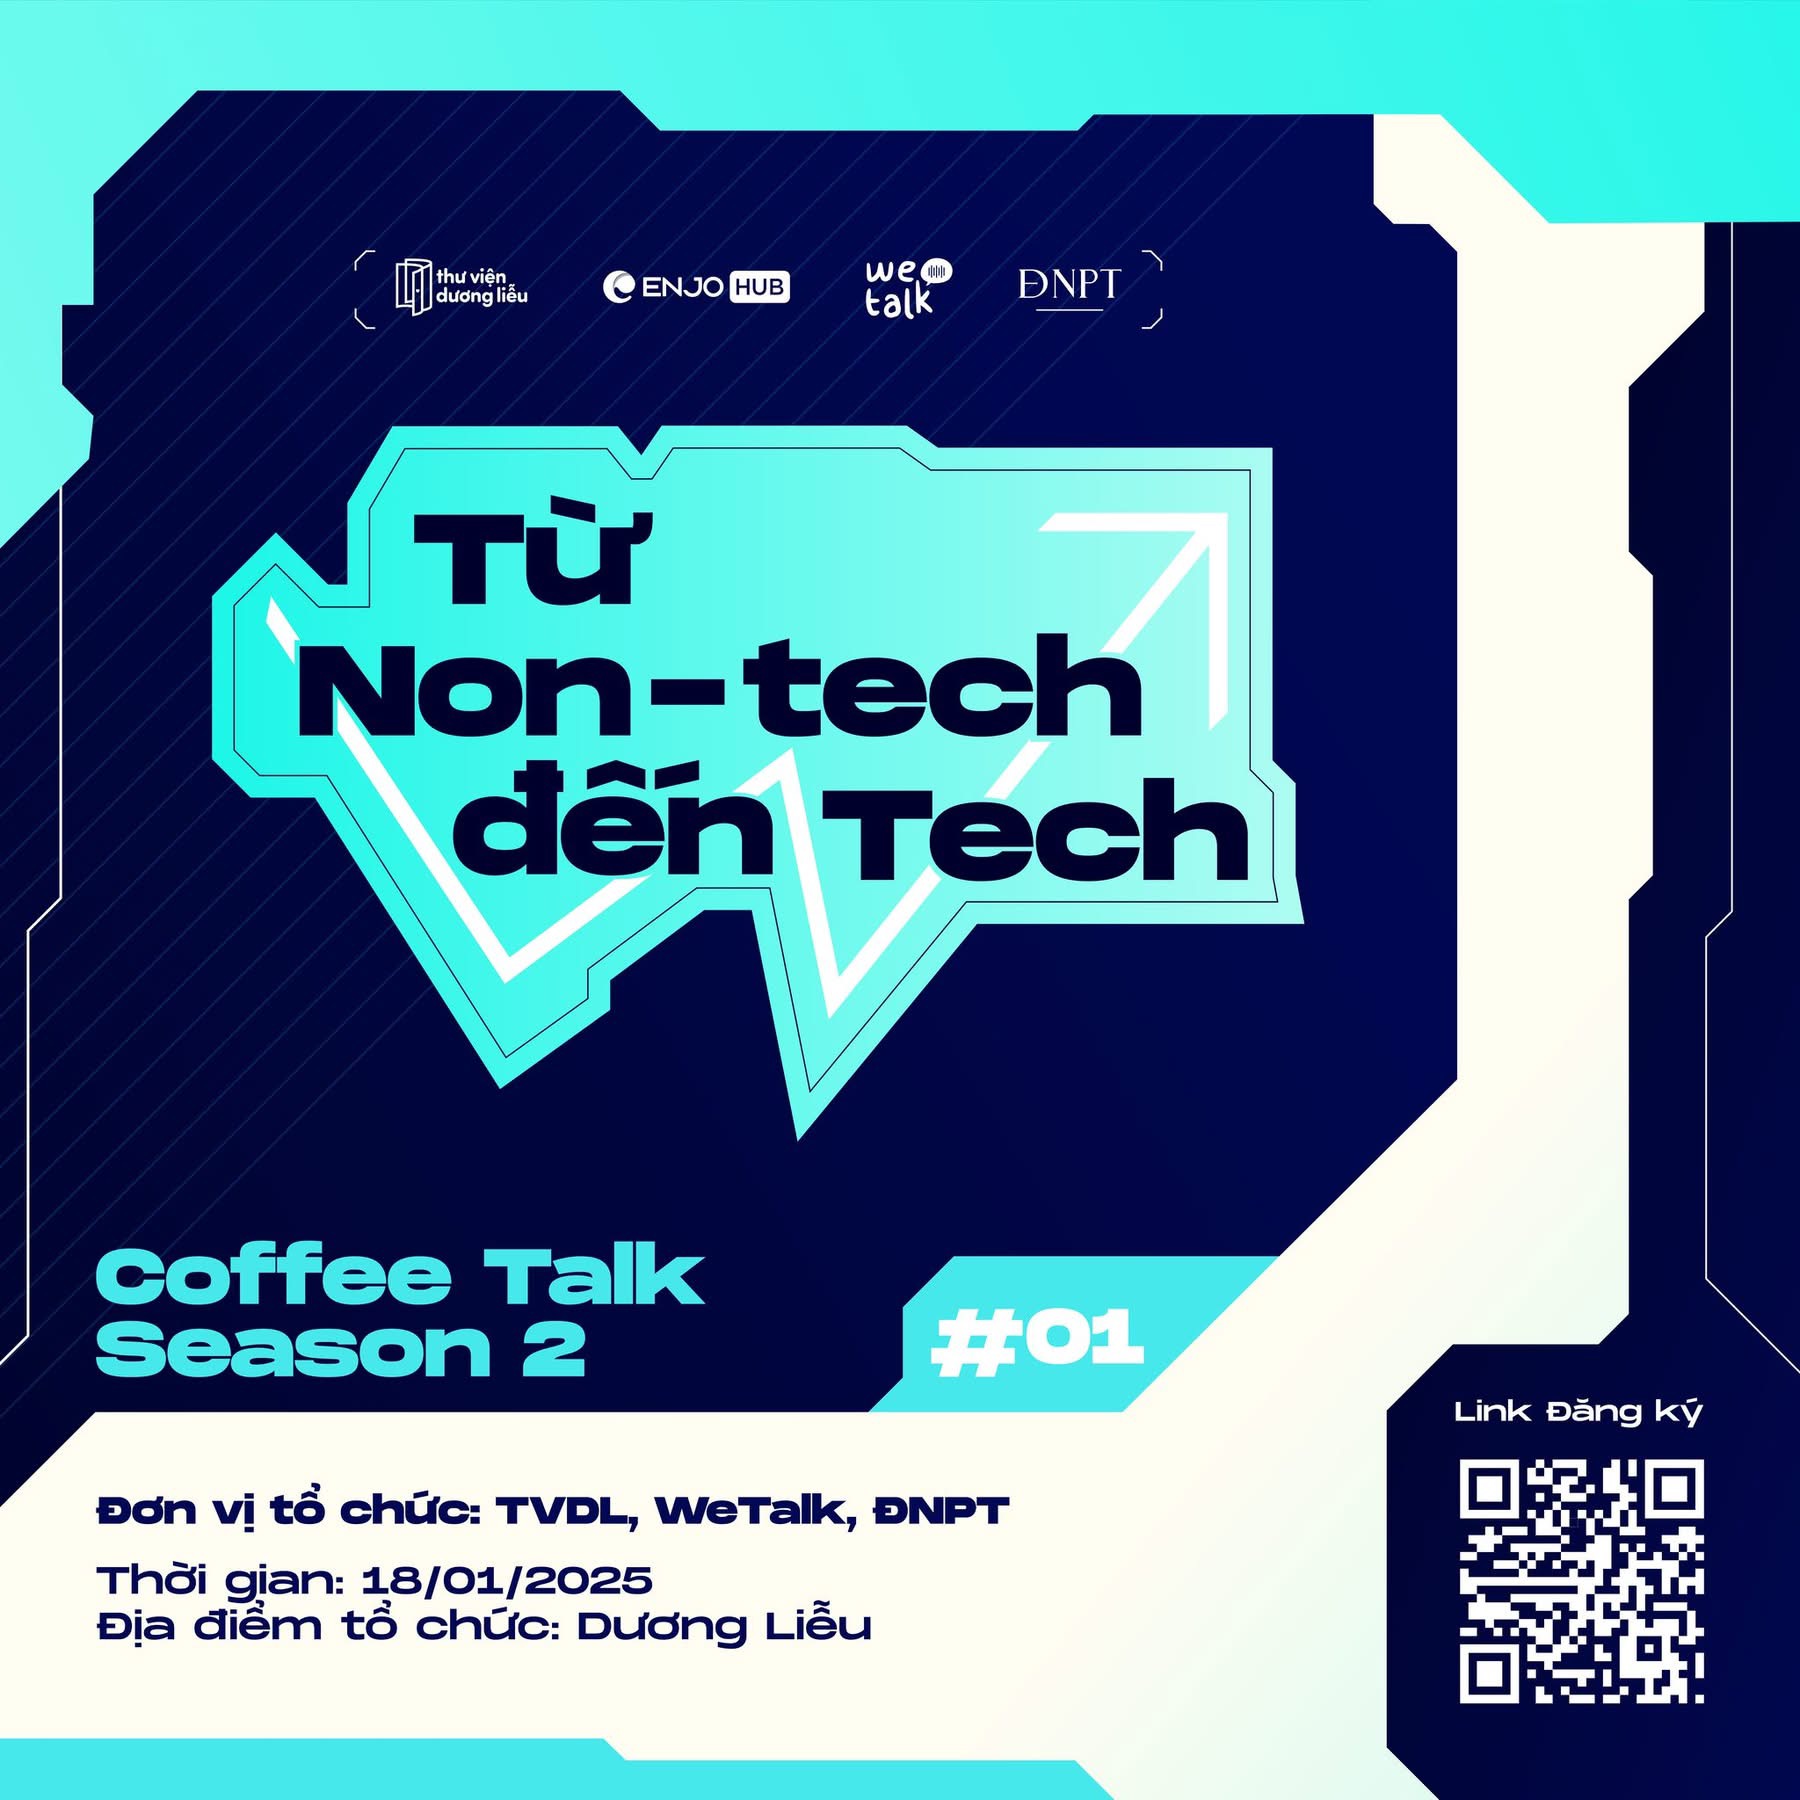 thư viện
dương liễu
ENJO HUB
we
talk
ĐNPT
Từ
Non-tech
đến Tech
Coffee Talk
Season 2
#01
Đơn vị tổ chức: TVDL, WeTalk, ĐNPT
Thời gian: 18/01/2025
Địa điểm tổ chức: Dương Liễu
Link Đăng ký